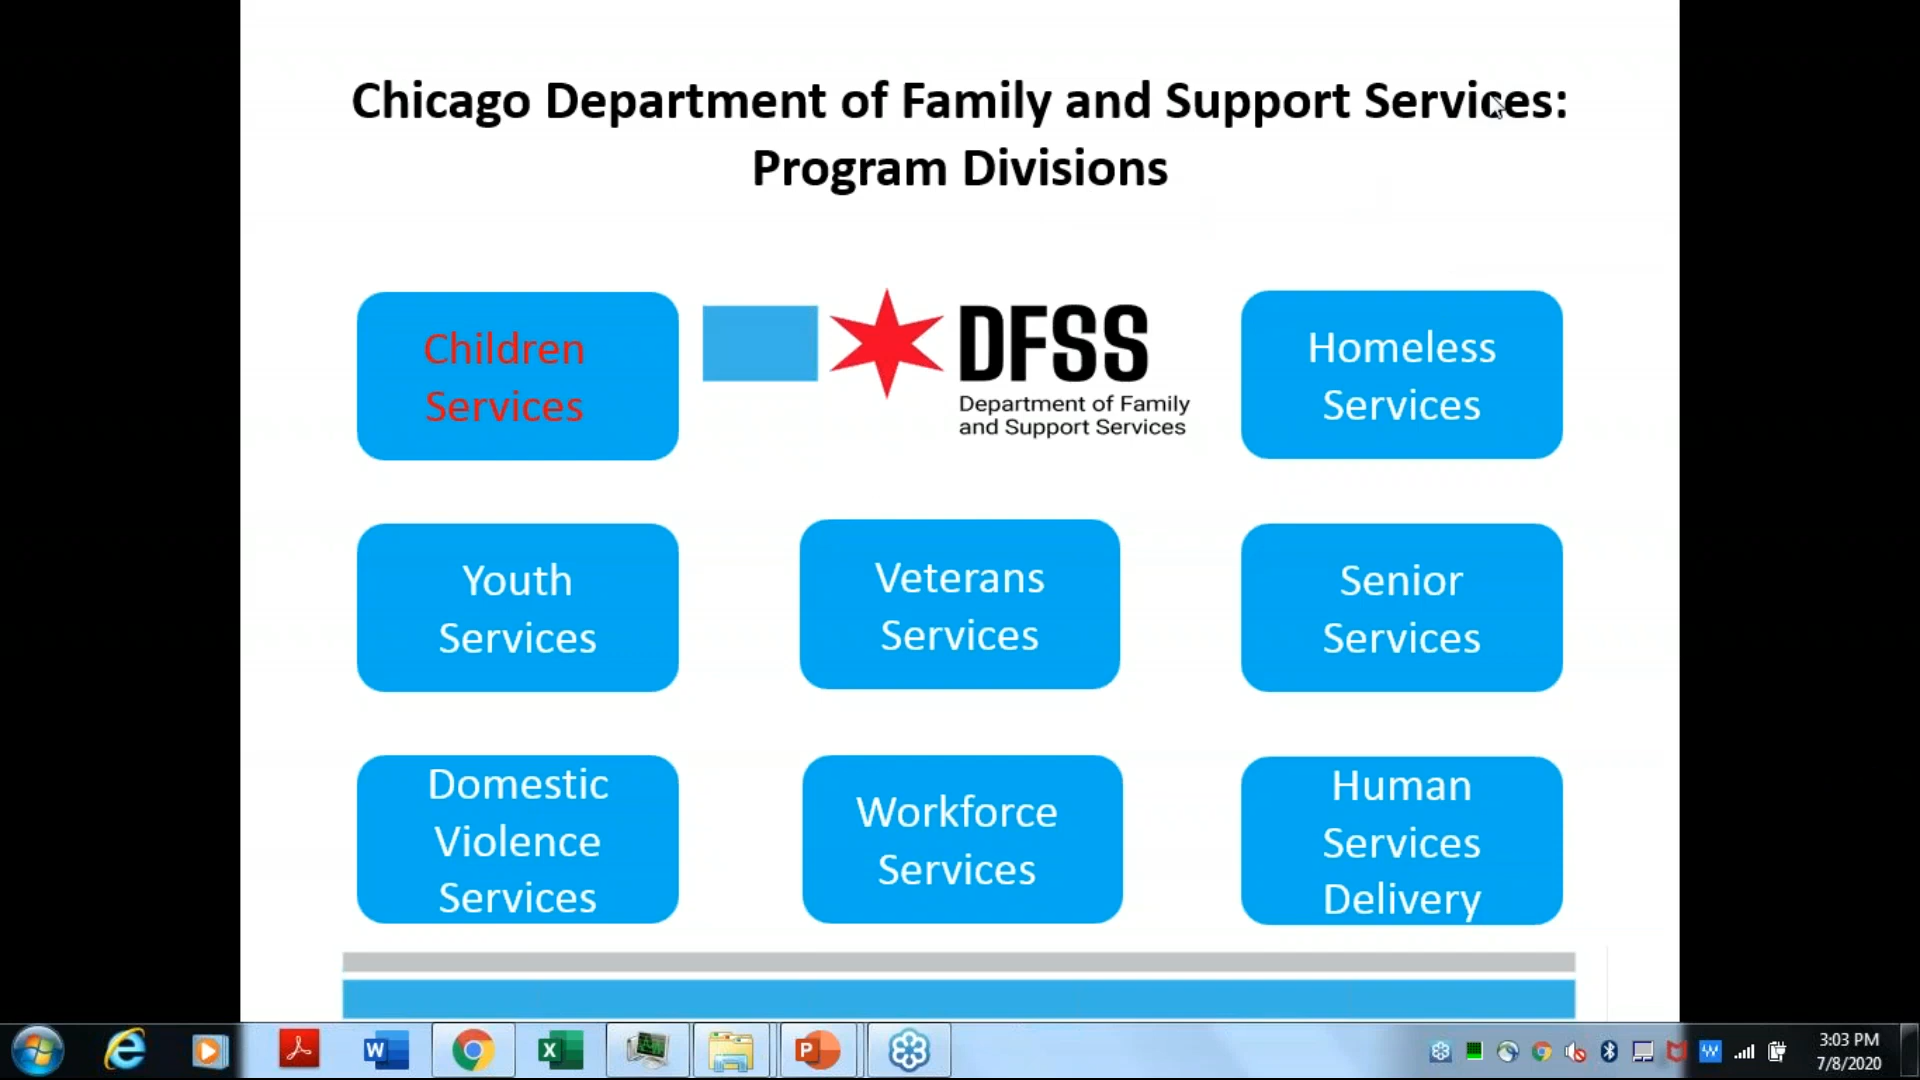 Chicago Department of Family and Support Services:
Program Divisions
Children
Services
DFSS
Department of Family
and Support Services
Homeless
Services
Youth
Services
Veterans
Services
Senior
Services
Domestic
Violence
Services
Workforce
Services
Human
Services
Delivery
3:03 PM
7/8/2020